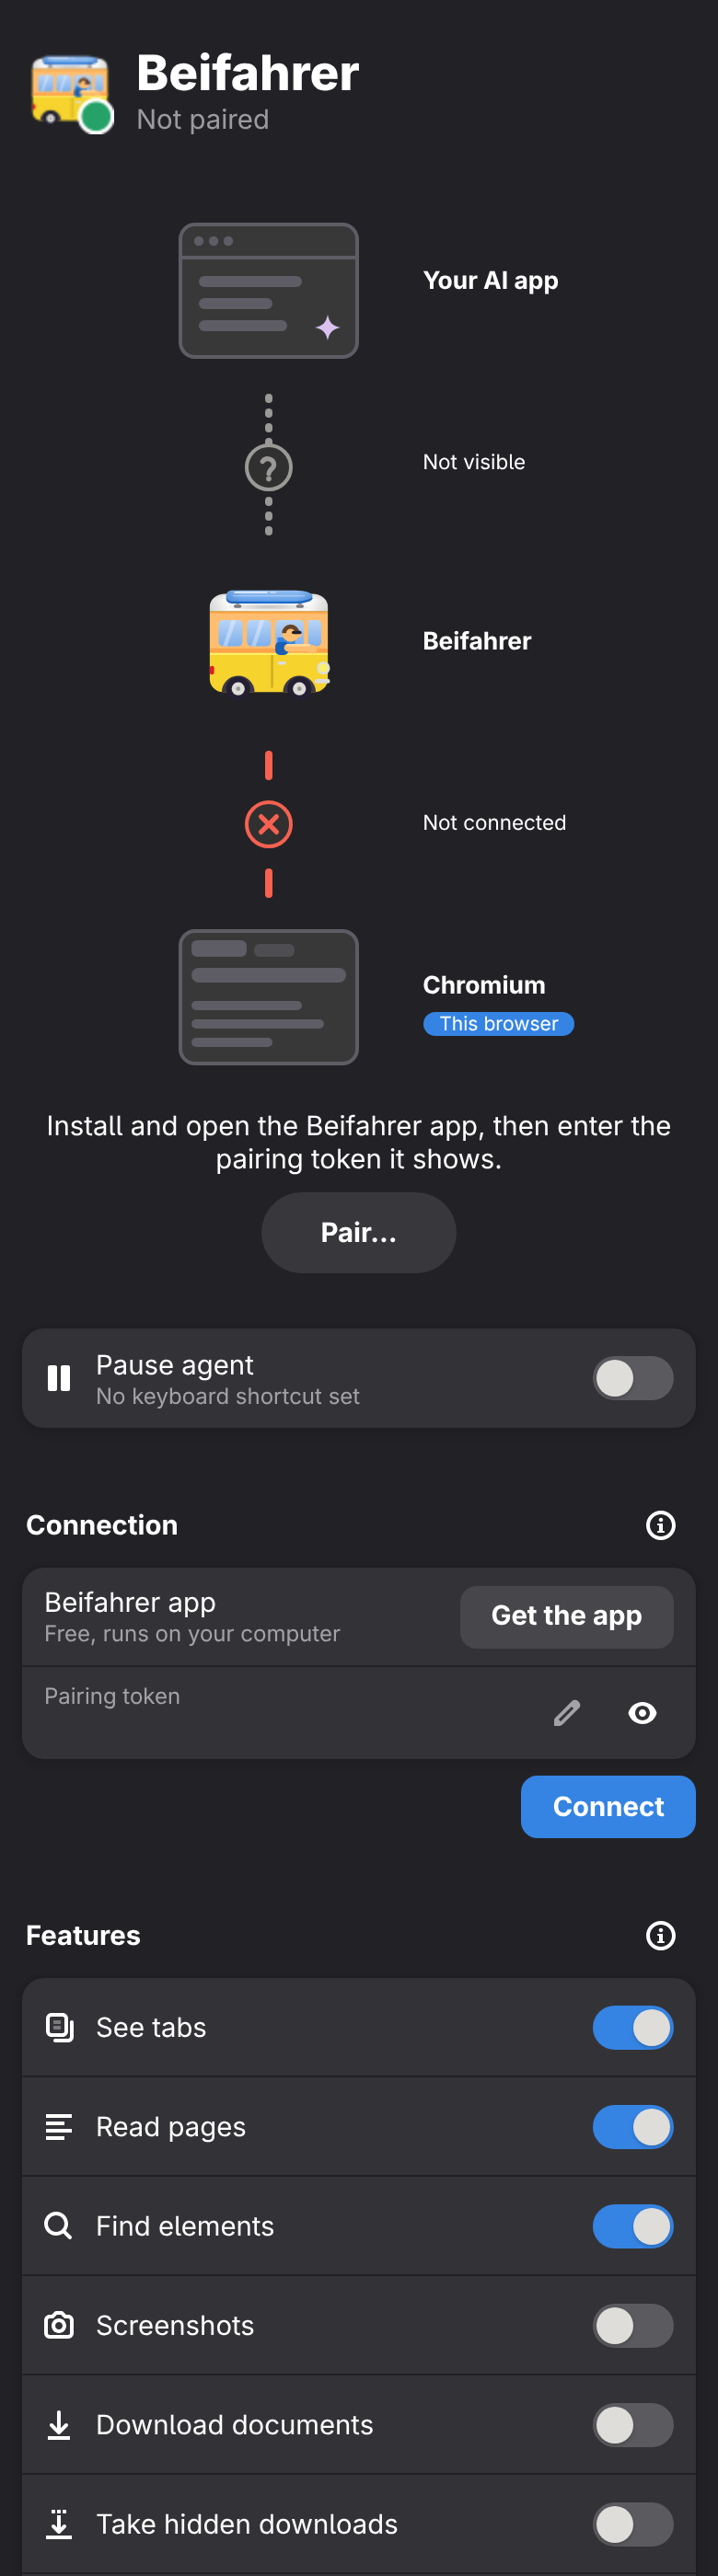 Beifahrer
Not paired
Your AI app
Not visible
Beifahrer
Not connected
Chromium
This browser
Install and open the Beifahrer app, then enter the
pairing token it shows.
Pair...
Pause agent
No keyboard shortcut set
Connection
Beifahrer app
Free, runs on your computer
Get the app
Pairing token
Connect
Features
See tabs
Read pages
Find elements
Screenshots
Download documents
Take hidden downloads